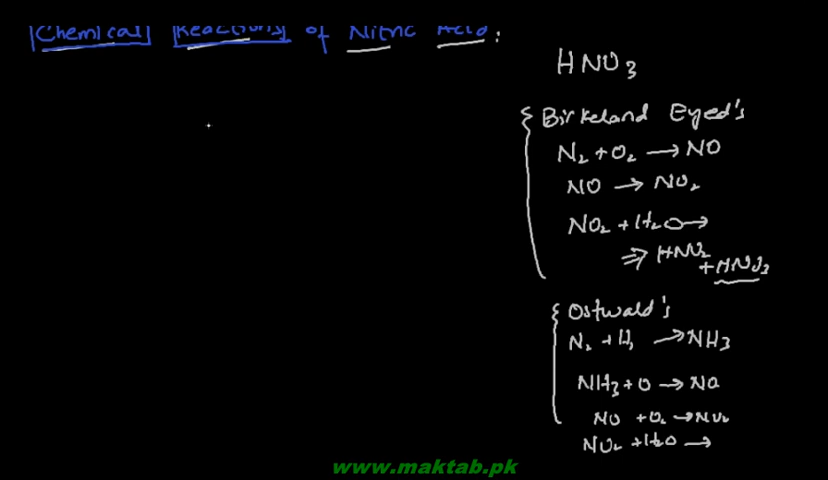 Chemical Reactions of Nitric Acid :
HNO3
Birkeland Eyed's
N2 + O2 → NO
NO → NO2
NO2 + H2O →
⇒ HNO2
+ HNO3
Ostwald's
N2 + H2 → NH3
NH3 + O → NO
NO + O2 → NO2
NO2 + H2O →
www.maktab.pk